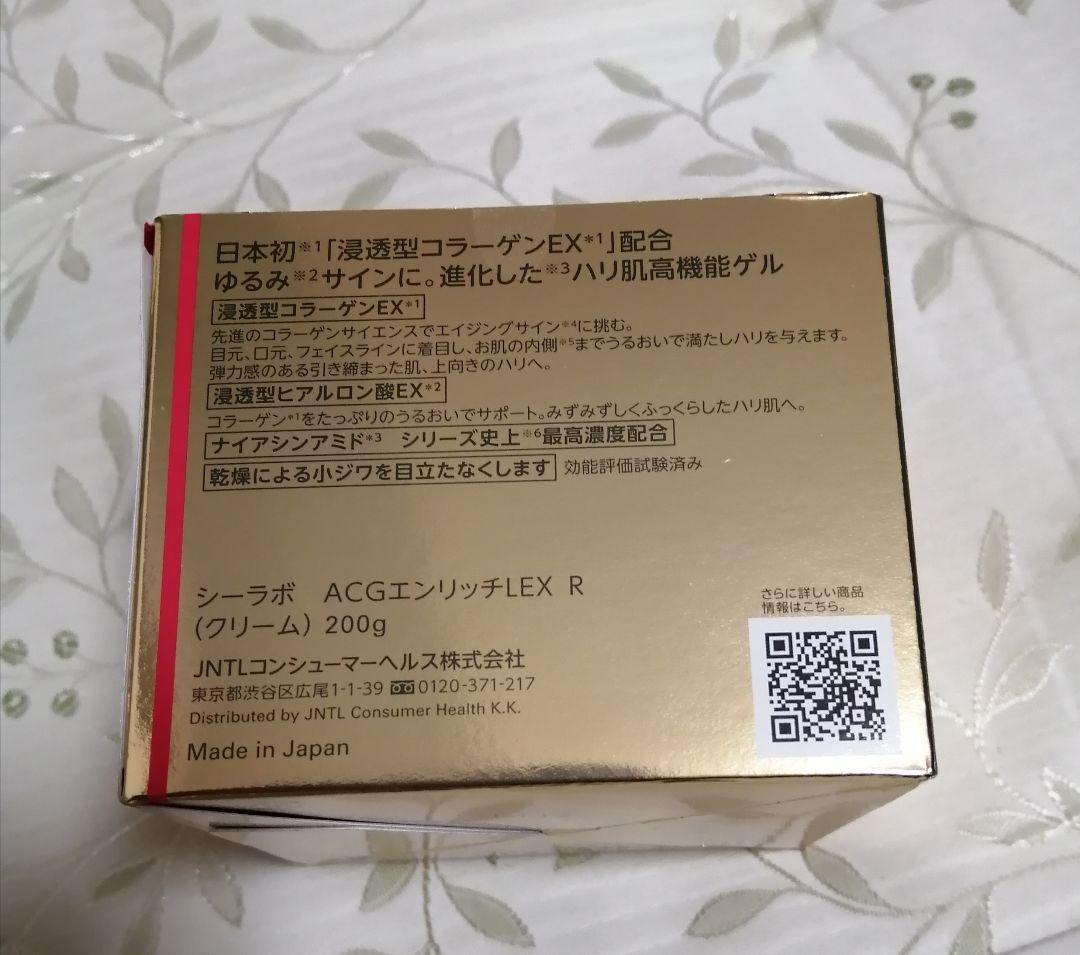 日本初※1「浸透型コラーゲンEX*1」配合
ゆるみ※2サインに。進化した※3ハリ肌高機能ゲル
浸透型コラーゲンEX*1
先進のコラーゲンサイエンスでエイジングサイン※4に挑む。
目元、口元、フェイスラインに着目し、お肌の内側※5までうるおいで満たしハリを与えます。
弾力感のある引き締まった肌、上向きのハリへ。
浸透型ヒアルロン酸EX*2
コラーゲン*1をたっぷりのうるおいでサポート。みずみずしくふっくらしたハリ肌へ。
ナイアシンアミド*3 シリーズ史上※6最高濃度配合
乾燥による小ジワを目立たなくします 効能評価試験済み
シーラボ ACGエンリッチLEX R
(クリーム) 200g
JNTLコンシューマーヘルス株式会社
東京都渋谷区広尾1-1-39 0120-371-217
Distributed by JNTL Consumer Health K.K.
Made in Japan
さらに詳しい商品
情報はこちら。